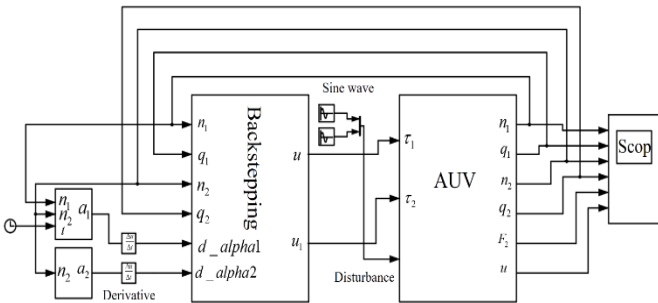 Sine wave
Backstepping
n₁
q₁
n₂
q₂
d_alpha1
d_alpha2
u
u₁
AUV
τ₁
τ₂
n₁
q₁
n₂
q₂
F₂
u
Scop
n₁
n₂
t
a₁
n₂
a₂
Derivative
Disturbance